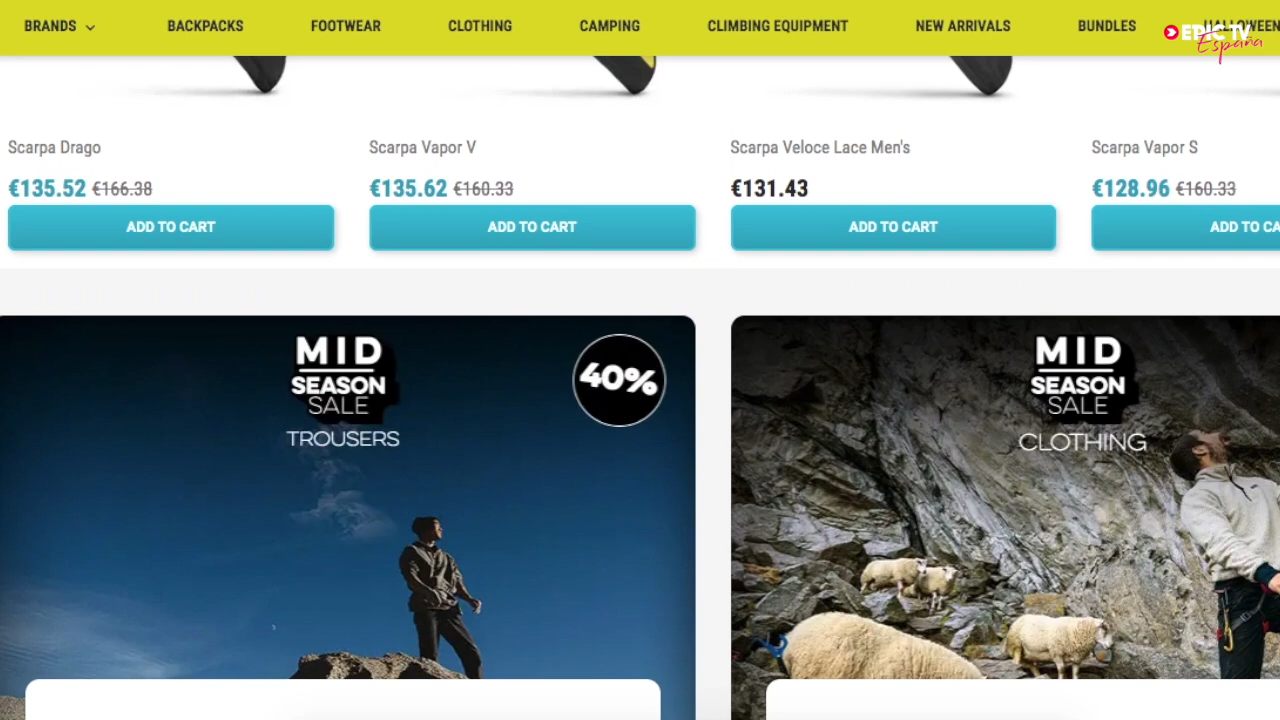 BRANDS BACKPACKS FOOTWEAR CLOTHING CAMPING CLIMBING EQUIPMENT NEW ARRIVALS BUNDLES HALLOWEEN
EPIC TV
España
Scarpa Drago
€135.52 €166.38
ADD TO CART
Scarpa Vapor V
€135.62 €160.33
ADD TO CART
Scarpa Veloce Lace Men's
€131.43
ADD TO CART
Scarpa Vapor S
€128.96 €160.33
ADD TO CA
MID
SEASON
SALE
TROUSERS
40%
MID
SEASON
SALE
CLOTHING